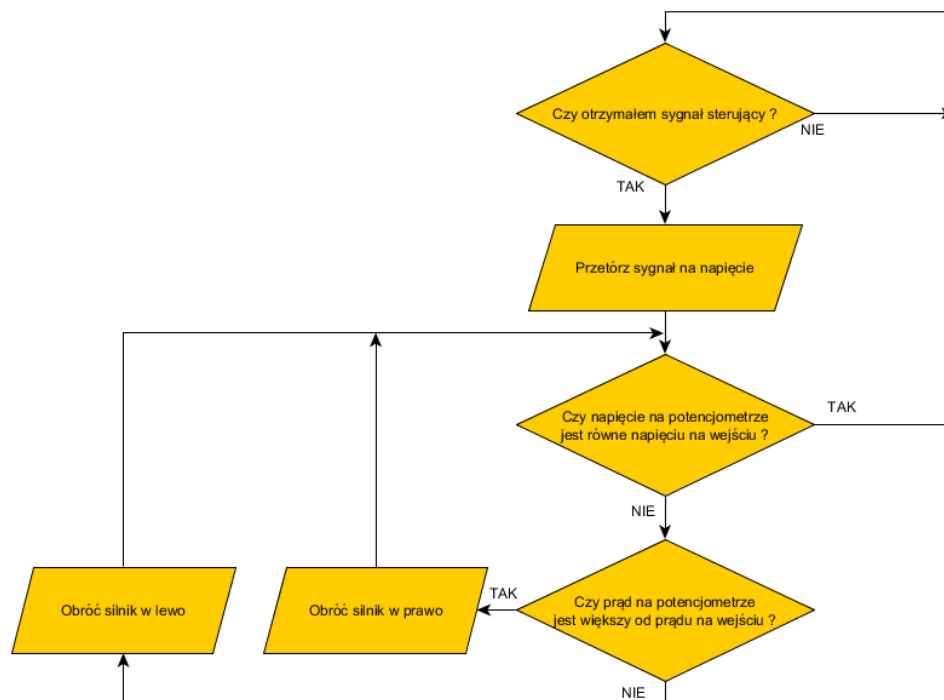 Czy otrzymałem sygnał sterujący ?
NIE
TAK
Przetórz sygnał na napięcie
Czy napięcie na potencjometrze
jest równe napięciu na wejściu ?
TAK
NIE
Czy prąd na potencjometrze
jest większy od prądu na wejściu ?
TAK
Obróć silnik w prawo
Obróć silnik w lewo
NIE